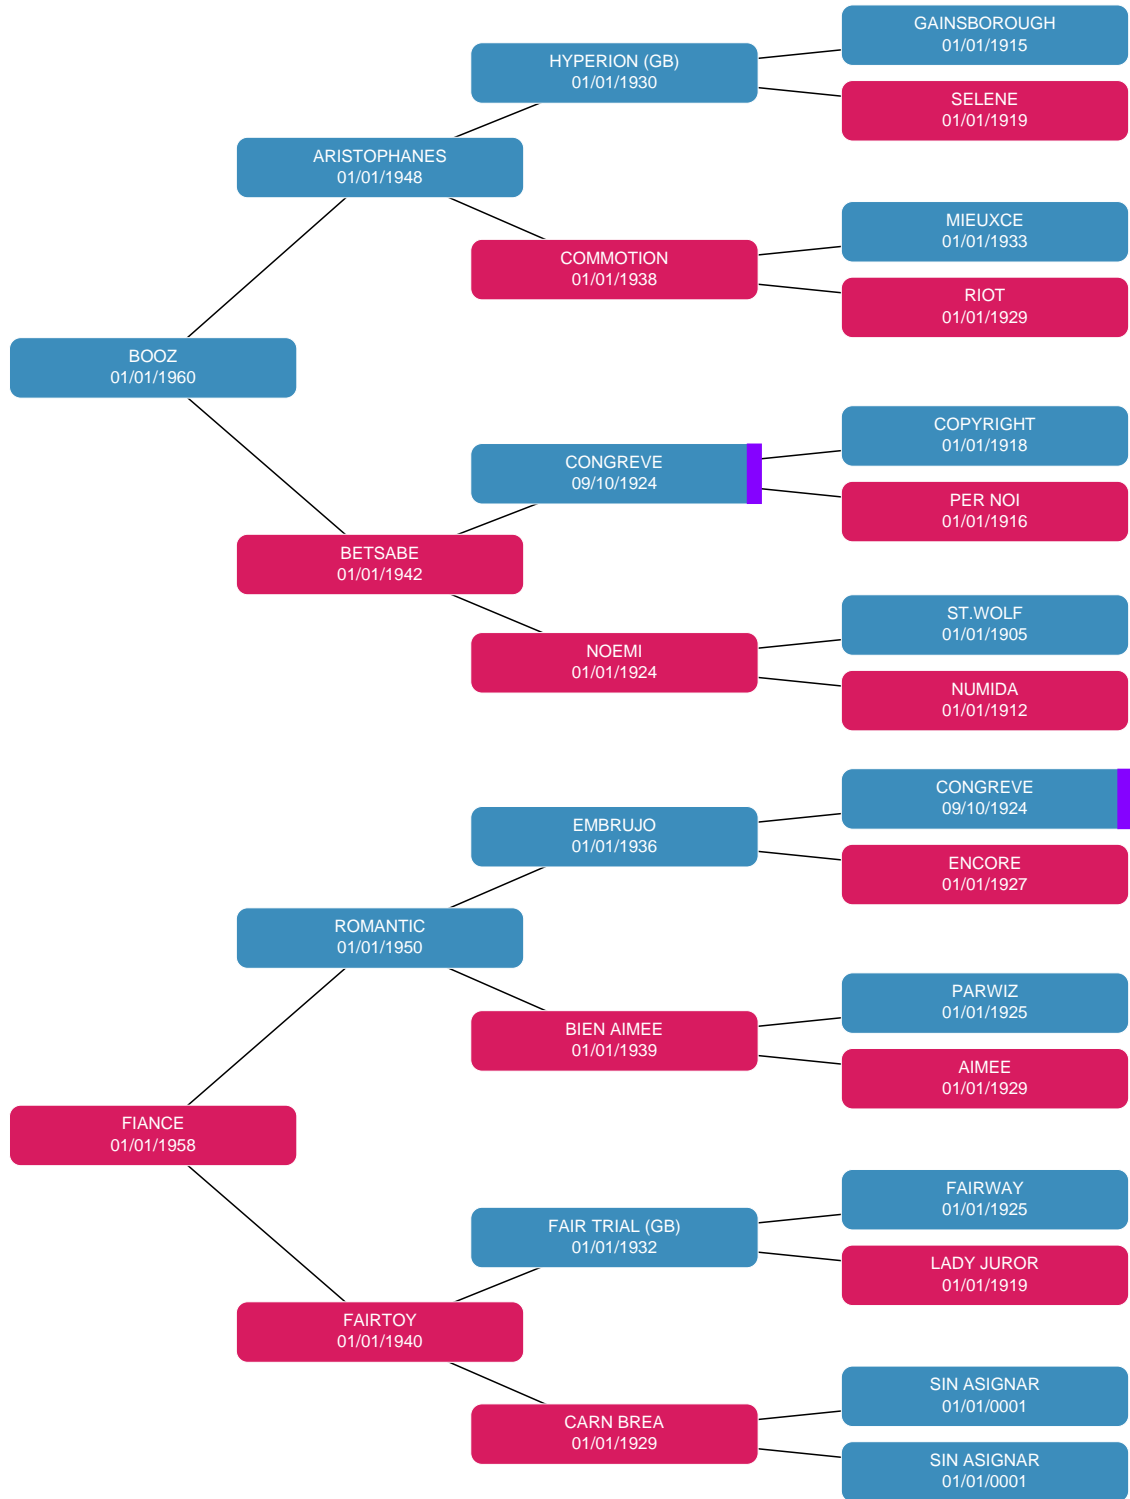 GAINSBOROUGH
01/01/1915
HYPERION (GB)
01/01/1930
SELENE
01/01/1919
ARISTOPHANES
01/01/1948
MIEUXCE
01/01/1933
COMMOTION
01/01/1938
RIOT
01/01/1929
BOOZ
01/01/1960
COPYRIGHT
01/01/1918
CONGREVE
09/10/1924
PER NOI
01/01/1916
BETSABE
01/01/1942
ST.WOLF
01/01/1905
NOEMI
01/01/1924
NUMIDA
01/01/1912
CONGREVE
09/10/1924
EMBRUJO
01/01/1936
ENCORE
01/01/1927
ROMANTIC
01/01/1950
PARWIZ
01/01/1925
BIEN AIMEE
01/01/1939
AIMEE
01/01/1929
FIANCE
01/01/1958
FAIRWAY
01/01/1925
FAIR TRIAL (GB)
01/01/1932
LADY JUROR
01/01/1919
FAIRTOY
01/01/1940
SIN ASIGNAR
01/01/0001
CARN BREA
01/01/1929
SIN ASIGNAR
01/01/0001